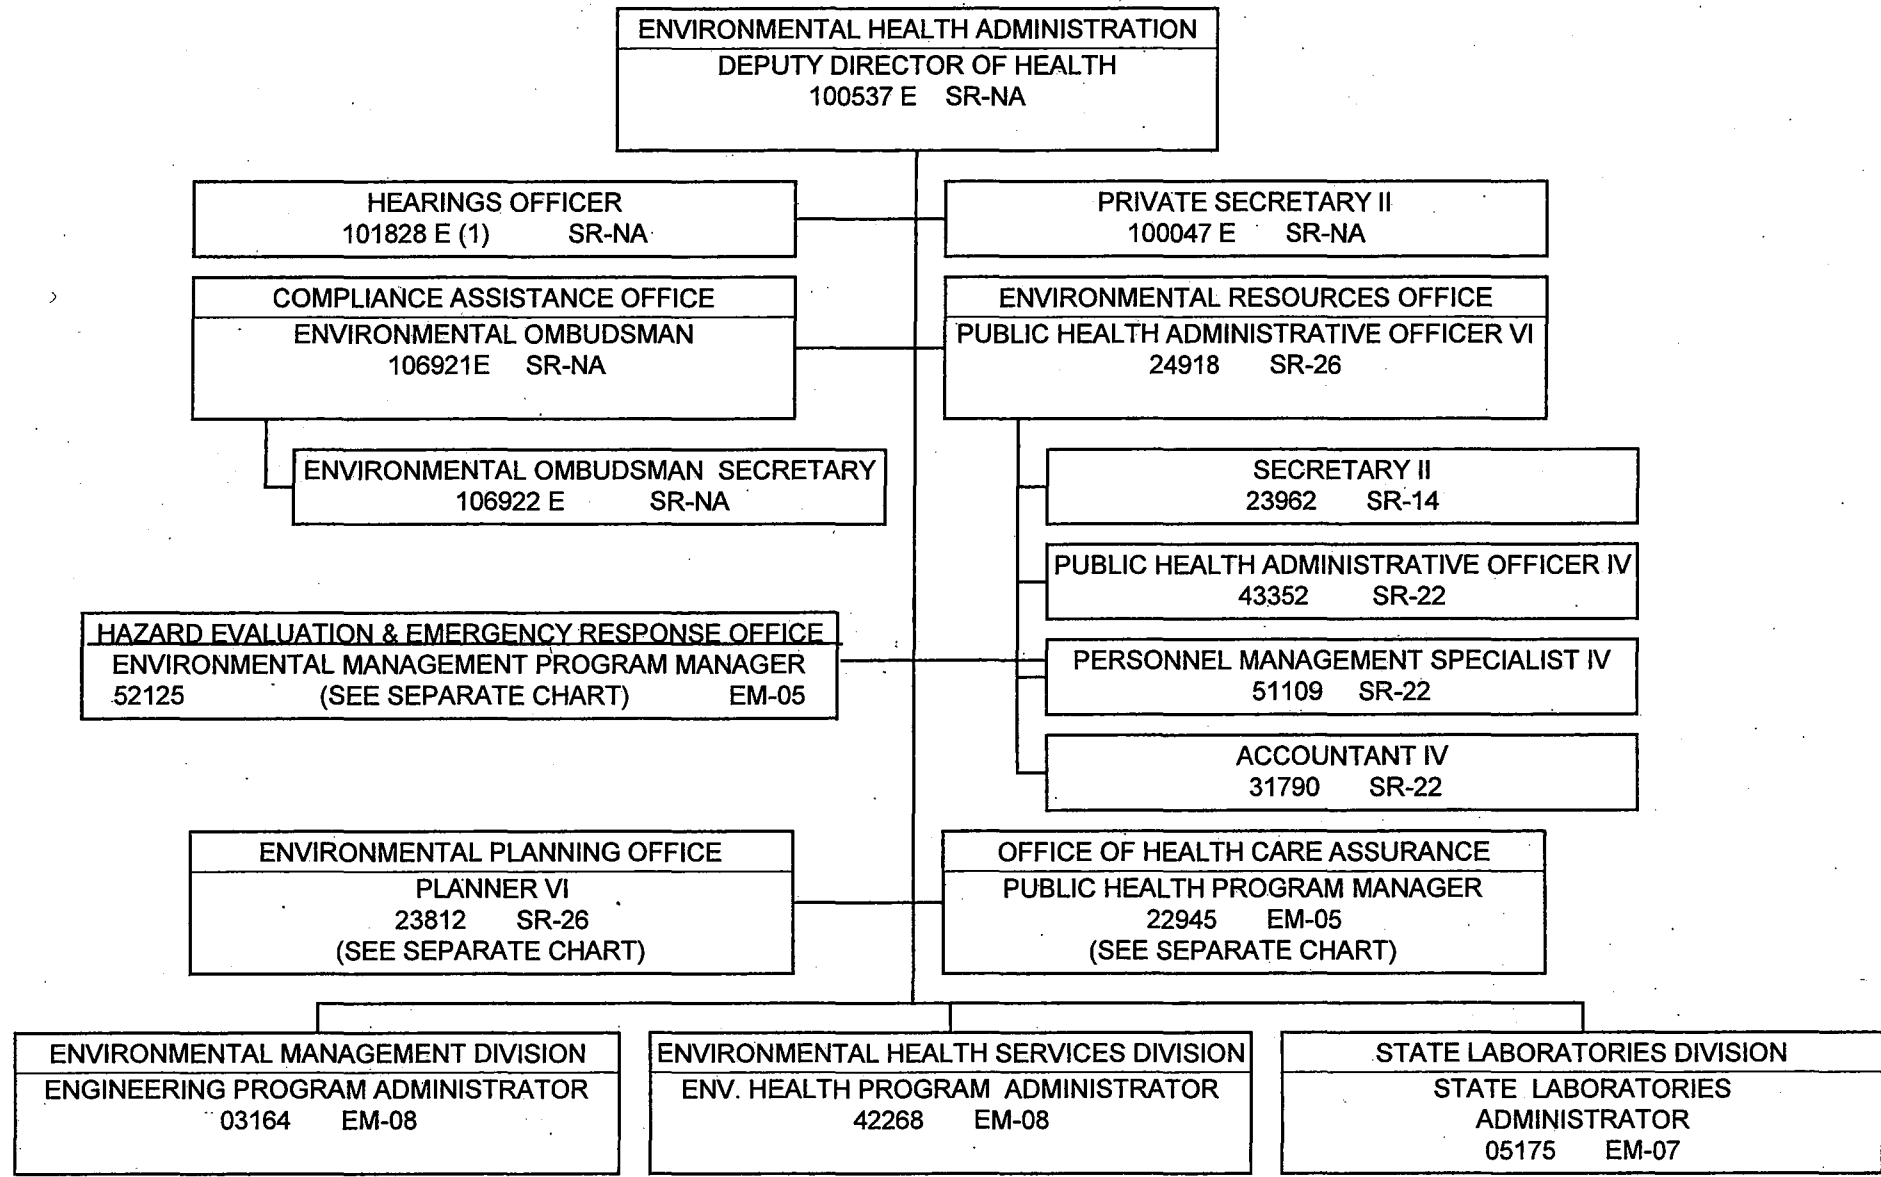 ENVIRONMENTAL HEALTH ADMINISTRATION
DEPUTY DIRECTOR OF HEALTH
100537 E SR-NA
HEARINGS OFFICER
101828 E (1) SR-NA
PRIVATE SECRETARY II
100047 E SR-NA
COMPLIANCE ASSISTANCE OFFICE
ENVIRONMENTAL OMBUDSMAN
106921E SR-NA
ENVIRONMENTAL RESOURCES OFFICE
PUBLIC HEALTH ADMINISTRATIVE OFFICER VI
24918 SR-26
ENVIRONMENTAL OMBUDSMAN SECRETARY
106922 E SR-NA
SECRETARY II
23962 SR-14
PUBLIC HEALTH ADMINISTRATIVE OFFICER IV
43352 SR-22
HAZARD EVALUATION & EMERGENCY RESPONSE OFFICE
ENVIRONMENTAL MANAGEMENT PROGRAM MANAGER
52125 (SEE SEPARATE CHART) EM-05
PERSONNEL MANAGEMENT SPECIALIST IV
51109 SR-22
ACCOUNTANT IV
31790 SR-22
ENVIRONMENTAL PLANNING OFFICE
PLANNER VI
23812 SR-26
(SEE SEPARATE CHART)
OFFICE OF HEALTH CARE ASSURANCE
PUBLIC HEALTH PROGRAM MANAGER
22945 EM-05
(SEE SEPARATE CHART)
ENVIRONMENTAL MANAGEMENT DIVISION
ENGINEERING PROGRAM ADMINISTRATOR
03164 EM-08
ENVIRONMENTAL HEALTH SERVICES DIVISION
ENV. HEALTH PROGRAM ADMINISTRATOR
42268 EM-08
STATE LABORATORIES DIVISION
STATE LABORATORIES
ADMINISTRATOR
05175 EM-07